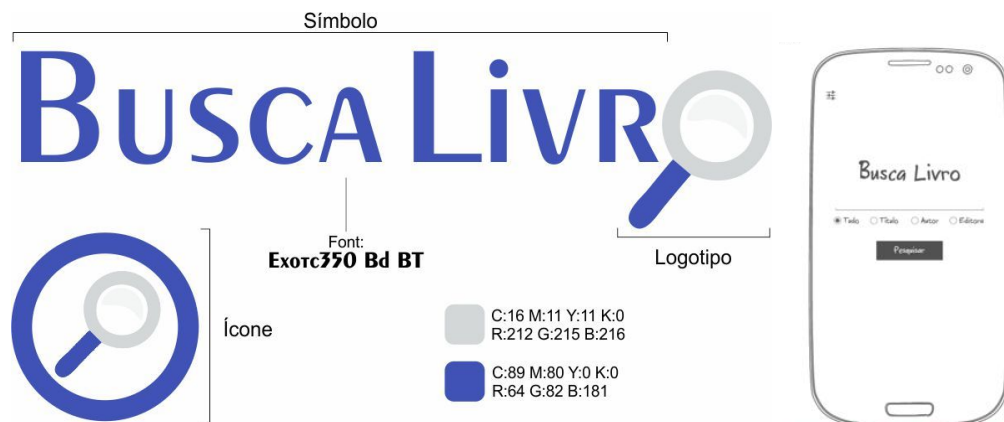 Símbolo
Busca Livro
Font:
Exotc350 Bd BT
Logotipo
Ícone
C:16 M:11 Y:11 K:0
R:212 G:215 B:216
C:89 M:80 Y:0 K:0
R:64 G:82 B:181
Busca Livro
Tudo Título Autor Editora
Pesquisar